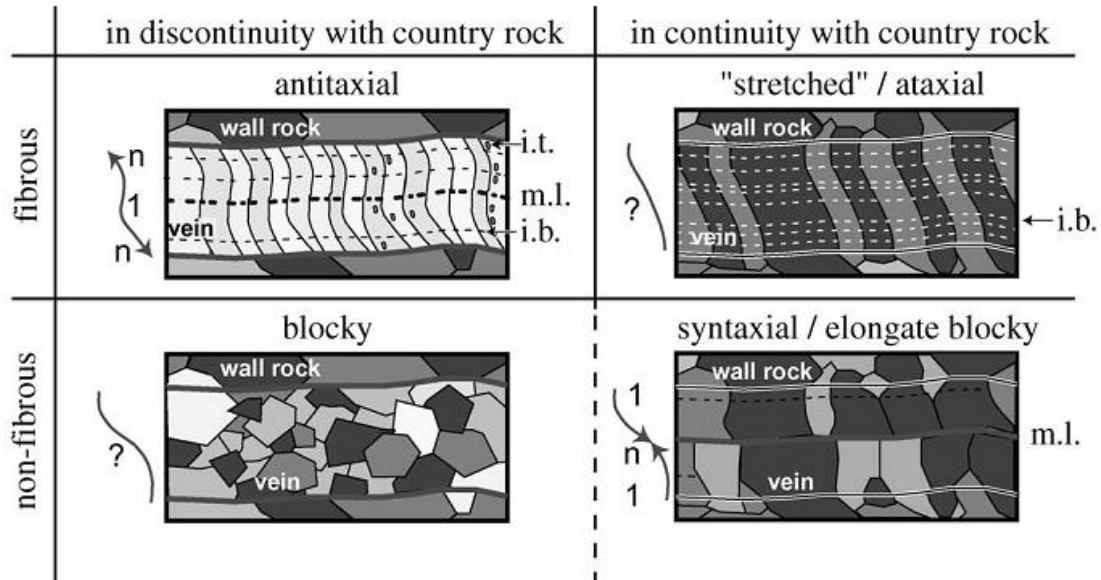 in discontinuity with country rock
in continuity with country rock
fibrous
antitaxial
wall rock
n
1
n
vein
i.t.
m.l.
i.b.
"stretched" / ataxial
wall rock
?
vein
i.b.
non-fibrous
blocky
wall rock
?
vein
syntaxial / elongate blocky
wall rock
1
n
1
vein
m.l.